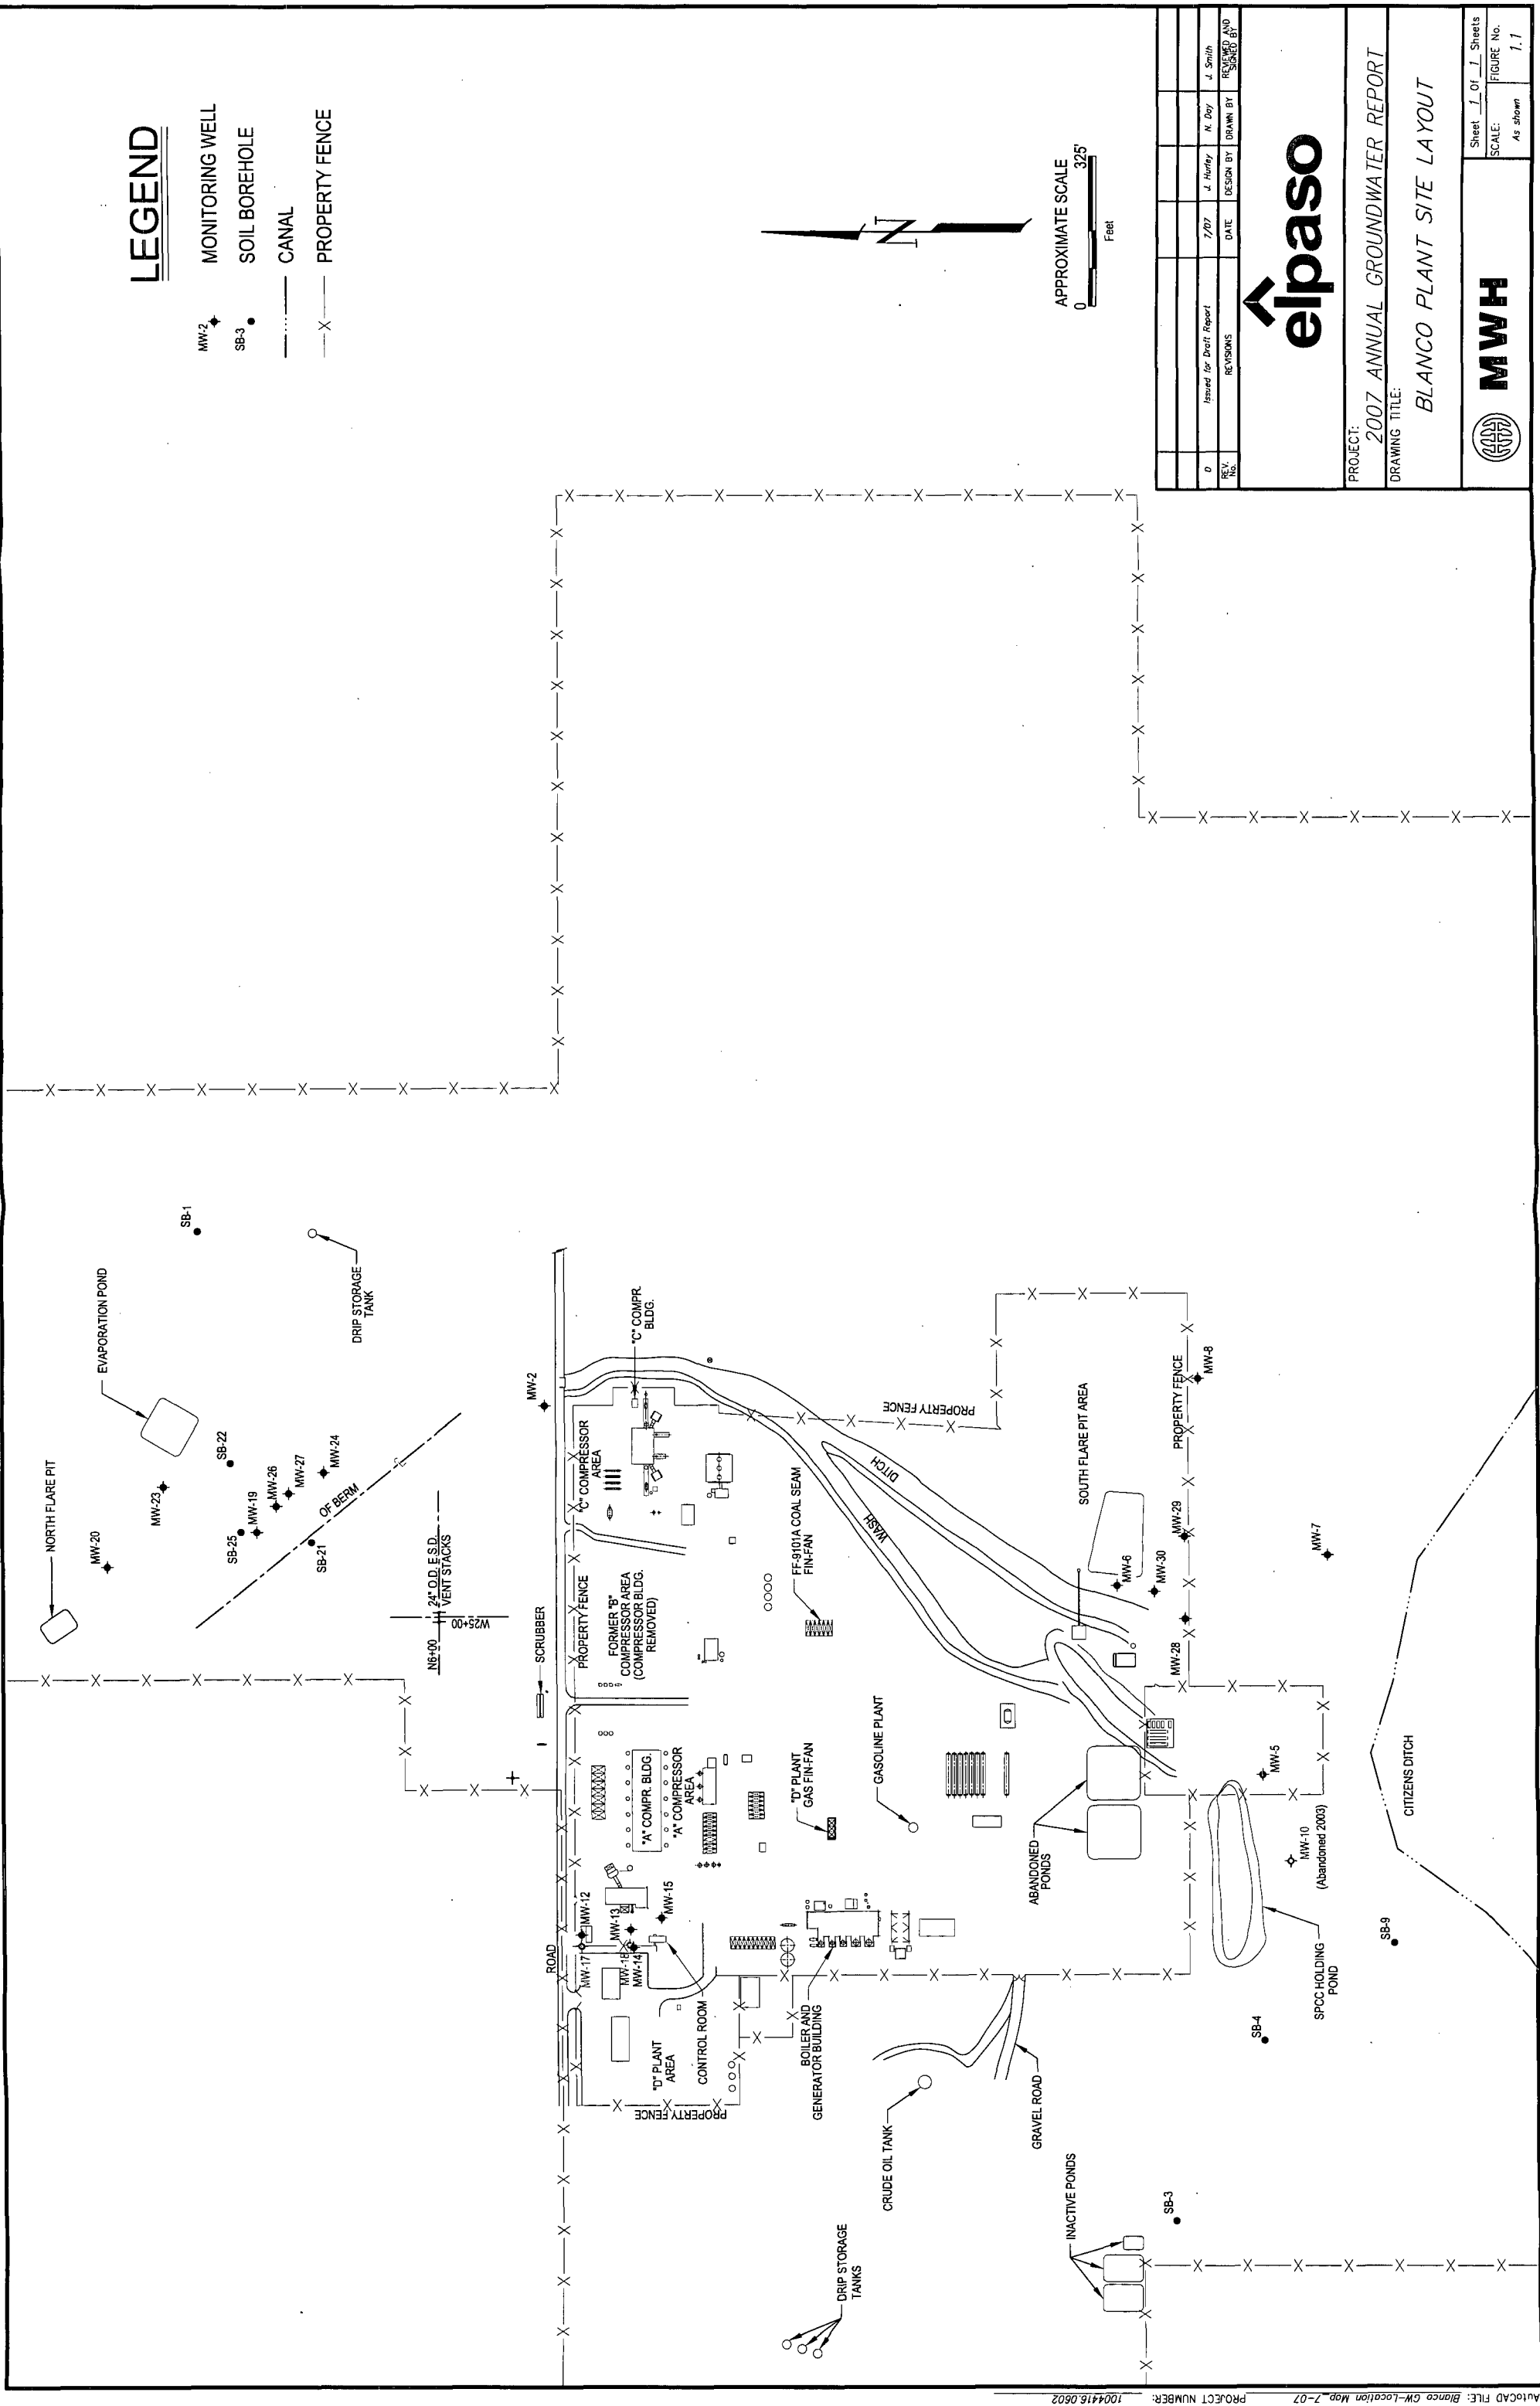 LEGEND
MW-2 MONITORING WELL
SB-3 SOIL BOREHOLE
CANAL
X PROPERTY FENCE
N
APPROXIMATE SCALE
0 325'
Feet
NORTH FLARE PIT
EVAPORATION POND
MW-20
MW-23
SB-1
SB-22
SB-25
MW-19
MW-26
MW-27
MW-24
SB-21
OF BERM
DRIP STORAGE
TANK
N6+00
24" O.D. E.S.D.
VENT STACKS
W25+00
SCRUBBER
MW-2
ROAD
PROPERTY FENCE
"C" COMPRESSOR
AREA
"C" COMPR.
BLDG.
FORMER "B"
COMPRESSOR AREA
(COMPRESSOR BLDG.
REMOVED)
"A" COMPR. BLDG.
"A" COMPRESSOR
AREA
MW-12
MW-17
MW-13
MW-18
MW-14
MW-15
"D" PLANT
AREA
CONTROL ROOM
PROPERTY FENCE
"D" PLANT
GAS FIN-FAN
FF-9101A COAL SEAM
FIN-FAN
WASH
DITCH
PROPERTY FENCE
BOILER AND
GENERATOR BUILDING
GASOLINE PLANT
CRUDE OIL TANK
GRAVEL ROAD
DRIP STORAGE
TANKS
INACTIVE PONDS
ABANDONED
PONDS
SOUTH FLARE PIT AREA
MW-6
MW-30
MW-29
MW-28
PROPERTY FENCE
MW-8
MW-7
MW-5
MW-10
(Abandoned 2003)
SPCC HOLDING
POND
SB-9
SB-4
SB-3
CITIZENS DITCH
0 Issued for Draft Report 7/07 J. Hurley N. Day J. Smith
REV. No. REVISIONS DATE DESIGN BY DRAWN BY REVIEWED AND SIGNED BY
elpaso
PROJECT:
2007 ANNUAL GROUNDWATER REPORT
DRAWING TITLE:
BLANCO PLANT SITE LAYOUT
MWH
Sheet 1 Of 1 Sheets
SCALE: As shown
FIGURE No. 1.1
AutoCAD FILE: Blanco GW-Location Map_7-07 PROJECT NUMBER: 1004416.0602